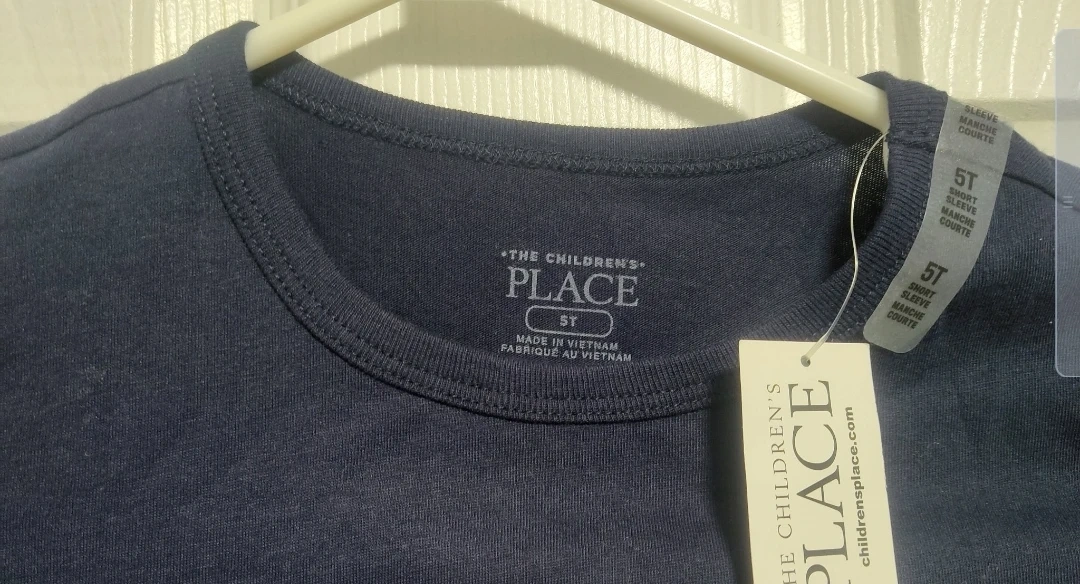 •THE CHILDREN'S•
PLACE
5T
MADE IN VIETNAM
FABRIQUÉ AU VIETNAM
SLEEVE
MANCHE
COURTE
5T
SHORT
SLEEVE
MANCHE
COURTE
5T
SHORT
SLEEVE
MANCHE
COURTE
THE CHILDREN'S
PLACE
childrensplace.com